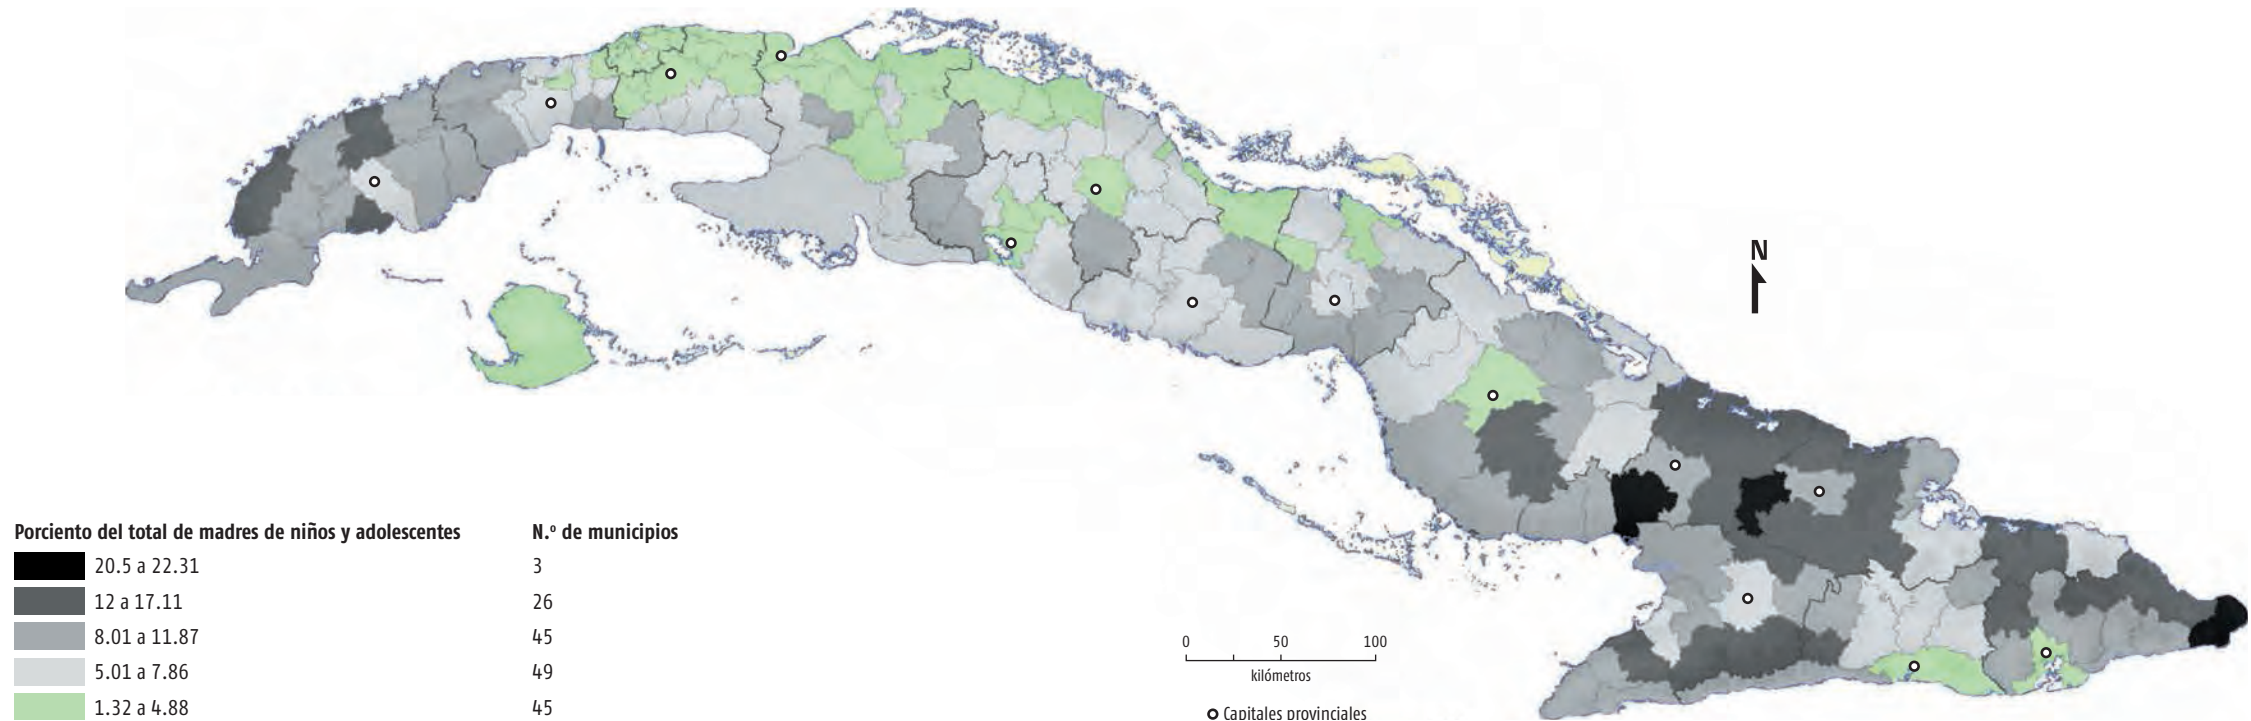 N
Porciento del total de madres de niños y adolescentes N.º de municipios
20.5 a 22.31 3
12 a 17.11 26
8.01 a 11.87 45
5.01 a 7.86 49
1.32 a 4.88 45
0 50 100
kilómetros
Capitales provinciales